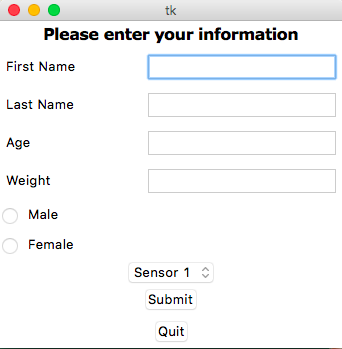 tk
Please enter your information
First Name
Last Name
Age
Weight
Male
Female
Sensor 1
Submit
Quit